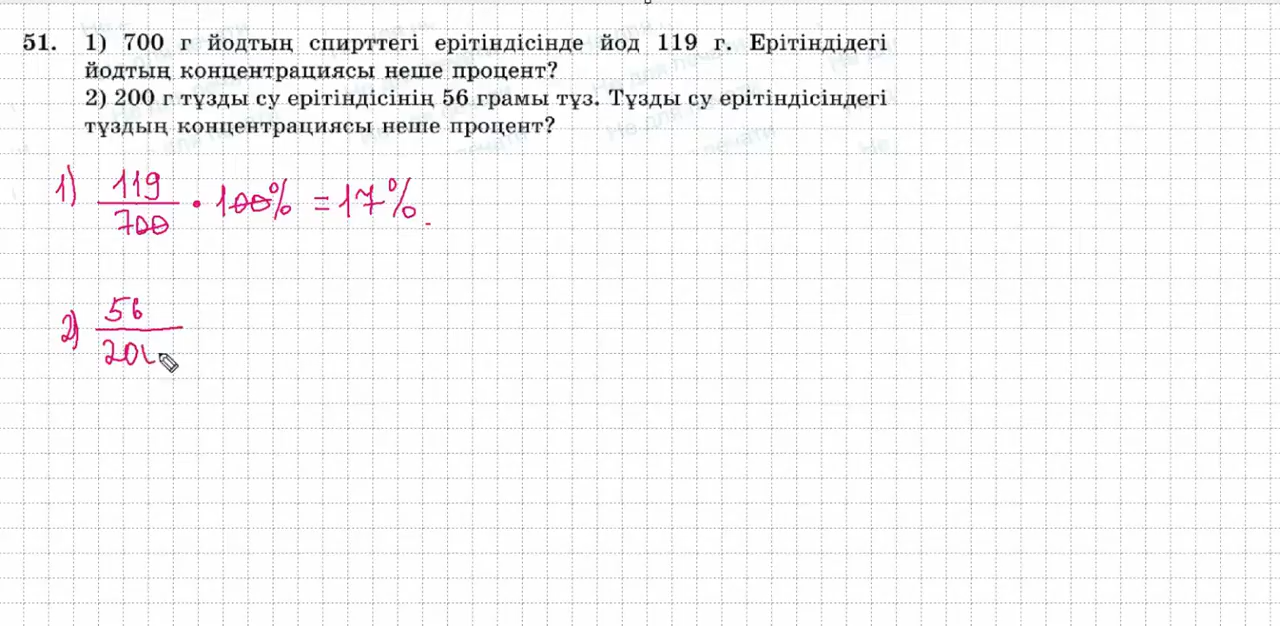 51. 1) 700 г йодтың спирттегі ерітіндісінде йод 119 г. Ерітіндідегі
йодтың концентрациясы неше процент?
2) 200 г тұзды су ерітіндісінің 56 грамы тұз. Тұзды су ерітіндісіндегі
тұздың концентрациясы неше процент?
1) 119/700 • 100% = 17%.
2) 56/20